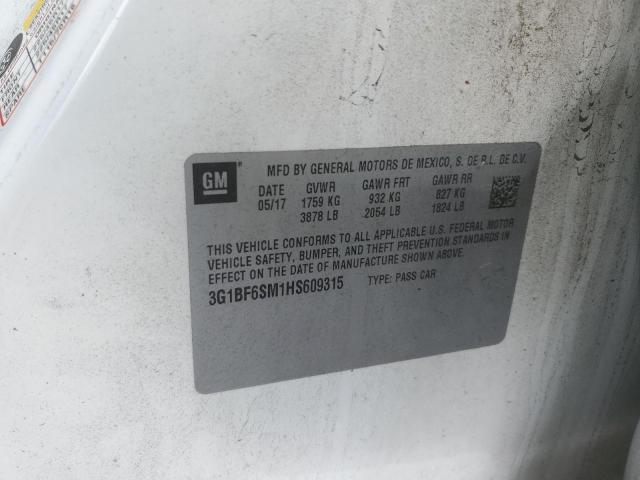 GM
MFD BY GENERAL MOTORS DE MEXICO, S. DE R.L. DE C.V.
DATE GVWR GAWR FRT GAWR RR
05/17 1759 KG 932 KG 827 KG
3878 LB 2054 LB 1824 LB
THIS VEHICLE CONFORMS TO ALL APPLICABLE U.S. FEDERAL MOTOR
VEHICLE SAFETY, BUMPER, AND THEFT PREVENTION STANDARDS IN
EFFECT ON THE DATE OF MANUFACTURE SHOWN ABOVE.
3G1BF6SM1HS609315 TYPE: PASS CAR